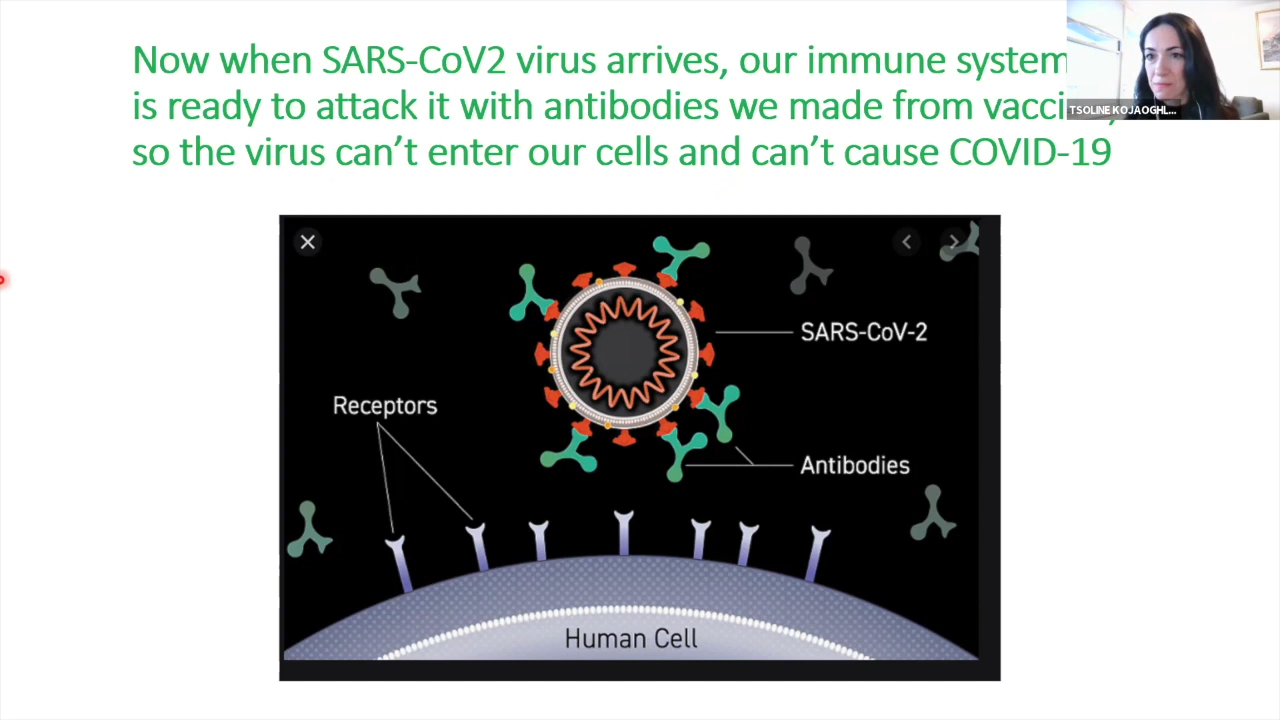 Now when SARS-CoV2 virus arrives, our immune system
is ready to attack it with antibodies we made from
so the virus can't enter our cells and can't cause COVID-19
TSOLINE KOJAOGHL...
SARS-CoV-2
Receptors
Antibodies
Human Cell